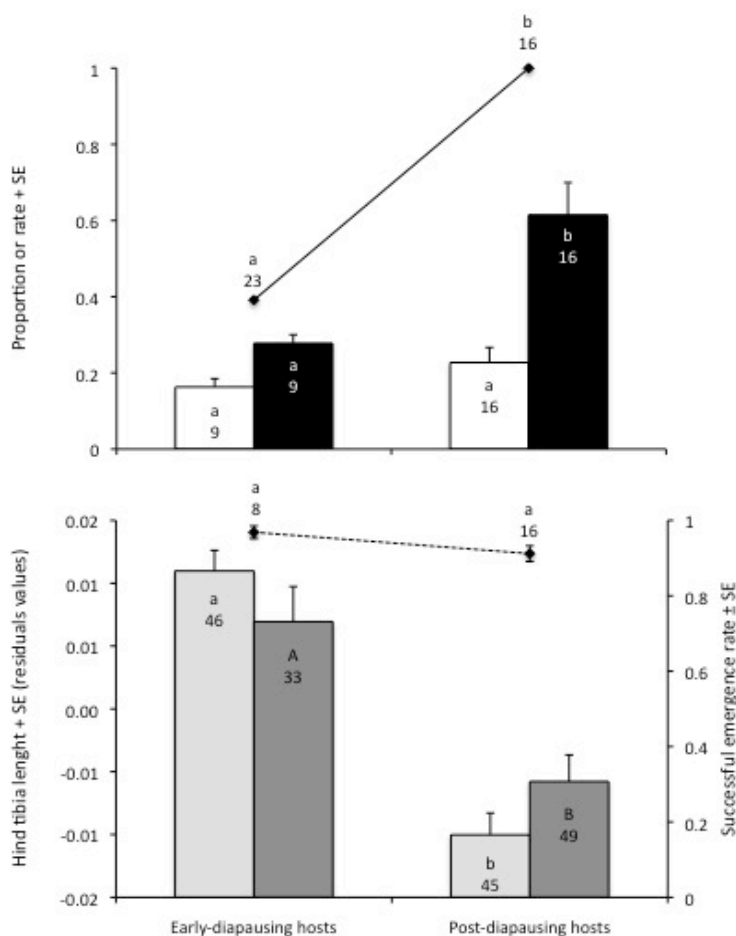 b
16
1
0.8
0.6
0.4
0.2
0
Proportion or rate + SE
a
23
a
9
a
9
a
16
b
16
0.02
0.01
0.01
0.00
-0.01
-0.01
-0.02
Hind tibia lenght + SE (residuals values)
a
8
a
16
a
46
A
33
b
45
B
49
1
0.8
0.6
0.4
0.2
0
Successful emergence rate ± SE
Early-diapausing hosts
Post-diapausing hosts